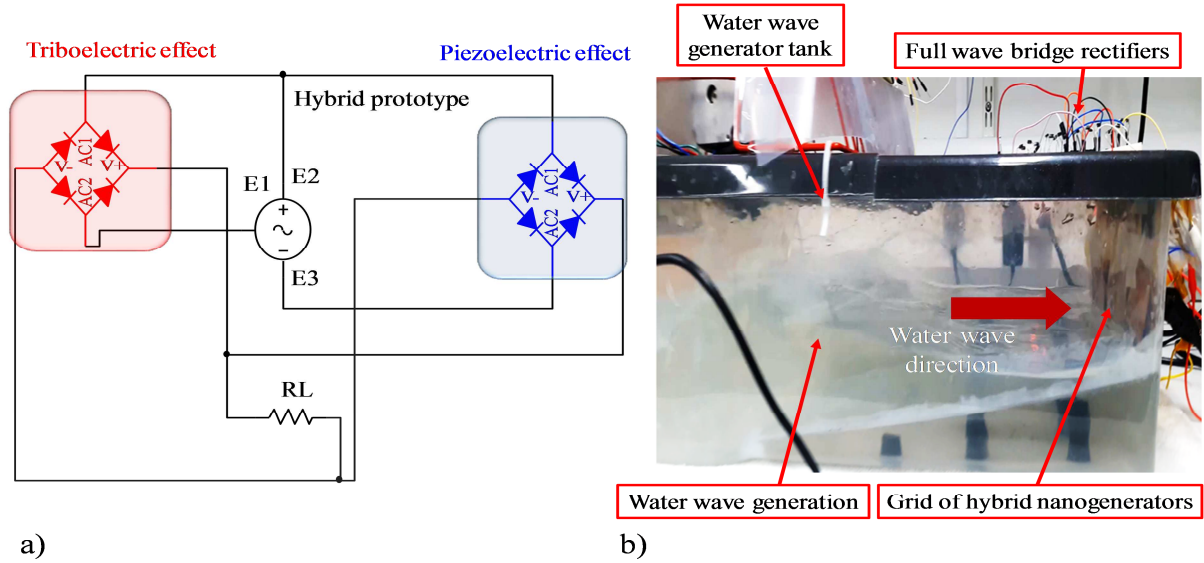 Triboelectric effect
Piezoelectric effect
Hybrid prototype
AC1
AC2
V-
V+
E1
E2
+
~
−
E3
AC1
AC2
V-
V+
RL
a)
Water wave
generator tank
Full wave bridge rectifiers
Water wave
direction
Water wave generation
Grid of hybrid nanogenerators
b)